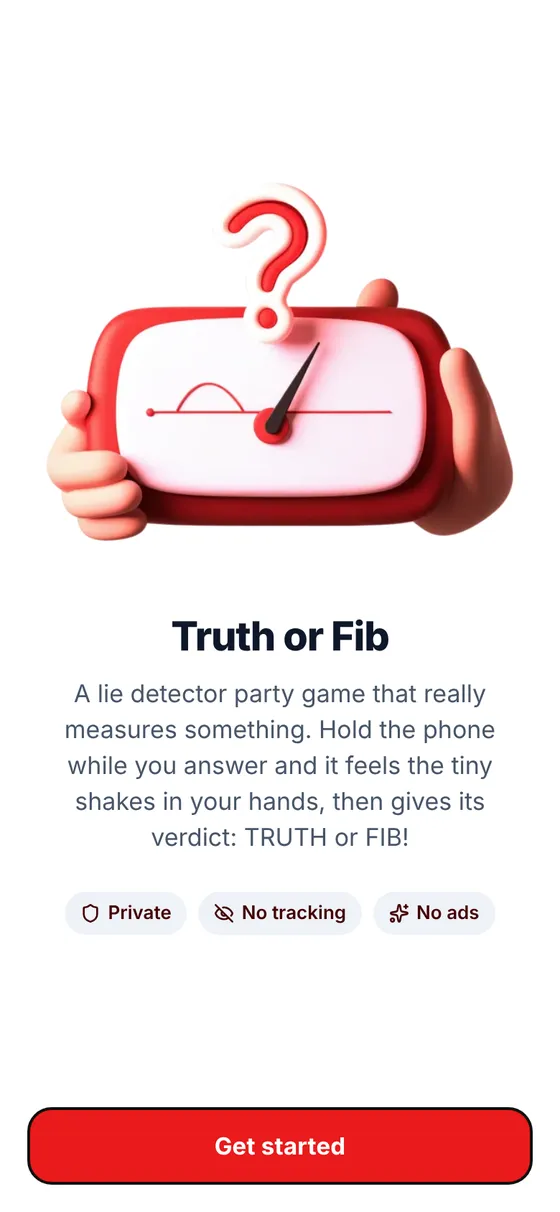 ?
Truth or Fib
A lie detector party game that really
measures something. Hold the phone
while you answer and it feels the tiny
shakes in your hands, then gives its
verdict: TRUTH or FIB!
Private
No tracking
No ads
Get started